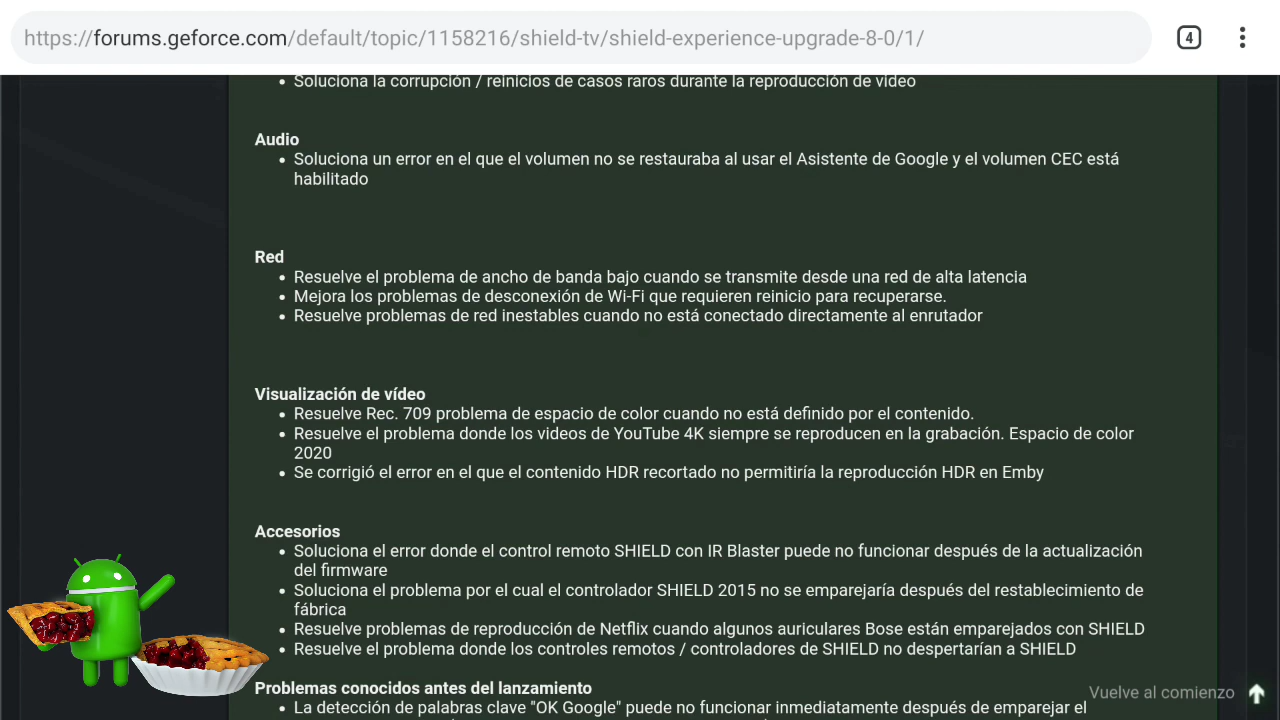 https://forums.geforce.com/default/topic/1158216/shield-tv/shield-experience-upgrade-8-0/1/
4
Soluciona la corrupción / reinicios de casos raros durante la reproducción de video
Audio
Soluciona un error en el que el volumen no se restauraba al usar el Asistente de Google y el volumen CEC está
habilitado
Red
Resuelve el problema de ancho de banda bajo cuando se transmite desde una red de alta latencia
Mejora los problemas de desconexión de Wi-Fi que requieren reinicio para recuperarse.
Resuelve problemas de red inestables cuando no está conectado directamente al enrutador
Visualización de vídeo
Resuelve Rec. 709 problema de espacio de color cuando no está definido por el contenido.
Resuelve el problema donde los videos de YouTube 4K siempre se reproducen en la grabación. Espacio de color
2020
Se corrigió el error en el que el contenido HDR recortado no permitiría la reproducción HDR en Emby
Accesorios
Soluciona el error donde el control remoto SHIELD con IR Blaster puede no funcionar después de la actualización
del firmware
Soluciona el problema por el cual el controlador SHIELD 2015 no se emparejaría después del restablecimiento de
fábrica
Resuelve problemas de reproducción de Netflix cuando algunos auriculares Bose están emparejados con SHIELD
Resuelve el problema donde los controles remotos / controladores de SHIELD no despertarían a SHIELD
Problemas conocidos antes del lanzamiento
La detección de palabras clave "OK Google" puede no funcionar inmediatamente después de emparejar el
Vuelve al comienzo